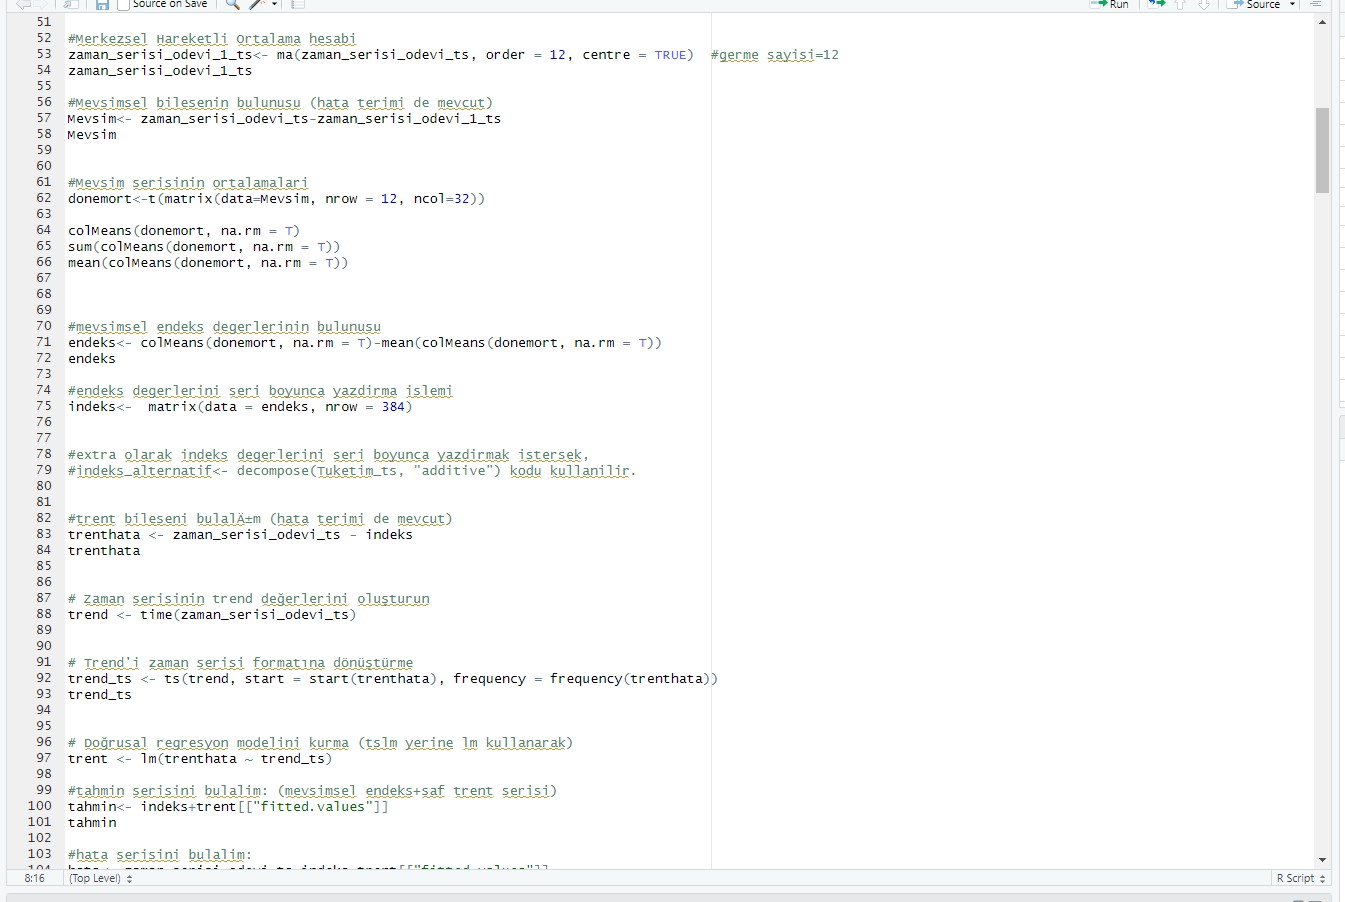 Source on Save
Run
Source
51
52 #Merkezsel Hareketli Ortalama hesabi
53 zaman_serisi_odevi_1_ts<- ma(zaman_serisi_odevi_ts, order = 12, centre = TRUE)  #germe sayisi=12
54 zaman_serisi_odevi_1_ts
55
56 #Mevsimsel bilesenin bulunusu (hata terimi de mevcut)
57 Mevsim<- zaman_serisi_odevi_ts-zaman_serisi_odevi_1_ts
58 Mevsim
59
60
61 #Mevsim serisinin ortalamalari
62 donemort<-t(matrix(data=Mevsim, nrow = 12, ncol=32))
63
64 colMeans(donemort, na.rm = T)
65 sum(colMeans(donemort, na.rm = T))
66 mean(colMeans(donemort, na.rm = T))
67
68
69
70 #mevsimsel endeks degerlerinin bulunusu
71 endeks<- colMeans(donemort, na.rm = T)-mean(colMeans(donemort, na.rm = T))
72 endeks
73
74 #endeks degerlerini seri boyunca yazdirma islemi
75 indeks<-  matrix(data = endeks, nrow = 384)
76
77
78 #extra olarak indeks degerlerini seri boyunca yazdirmak istersek,
79 #indeks_alternatif<- decompose(Tuketim_ts, "additive") kodu kullanilir.
80
81
82 #trent bileseni bulalÄ±m (hata terimi de mevcut)
83 trenthata <- zaman_serisi_odevi_ts - indeks
84 trenthata
85
86
87 # Zaman serisinin trend değerlerini oluşturun
88 trend <- time(zaman_serisi_odevi_ts)
89
90
91 # Trend'i zaman serisi formatına dönüştürme
92 trend_ts <- ts(trend, start = start(trenthata), frequency = frequency(trenthata))
93 trend_ts
94
95
96 # Doğrusal regresyon modelini kurma (tslm yerine lm kullanarak)
97 trent <- lm(trenthata ~ trend_ts)
98
99 #tahmin serisini bulalim: (mevsimsel endeks+saf trent serisi)
100 tahmin<- indeks+trent[["fitted.values"]]
101 tahmin
102
103 #hata serisini bulalim:
8:16 (Top Level) R Script